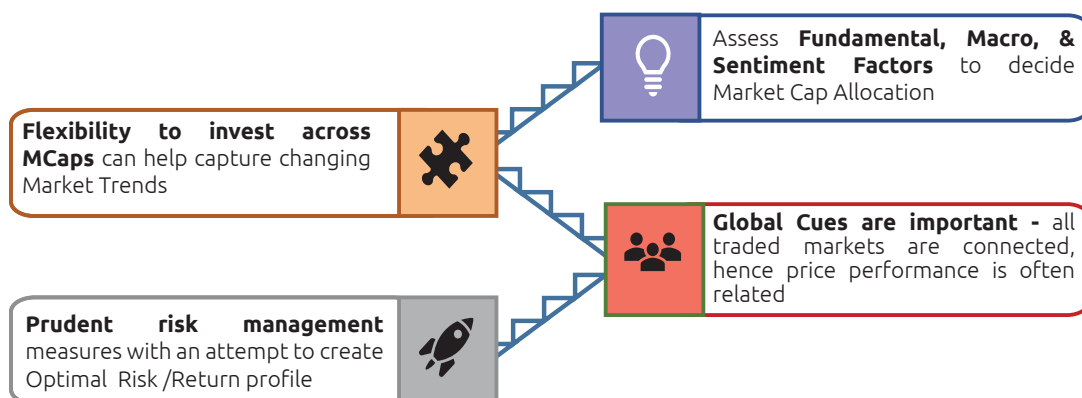 Assess Fundamental, Macro, &
Sentiment Factors to decide
Market Cap Allocation
Flexibility to invest across
MCaps can help capture changing
Market Trends
Global Cues are important - all
traded markets are connected,
hence price performance is often
related
Prudent risk management
measures with an attempt to create
Optimal Risk /Return profile